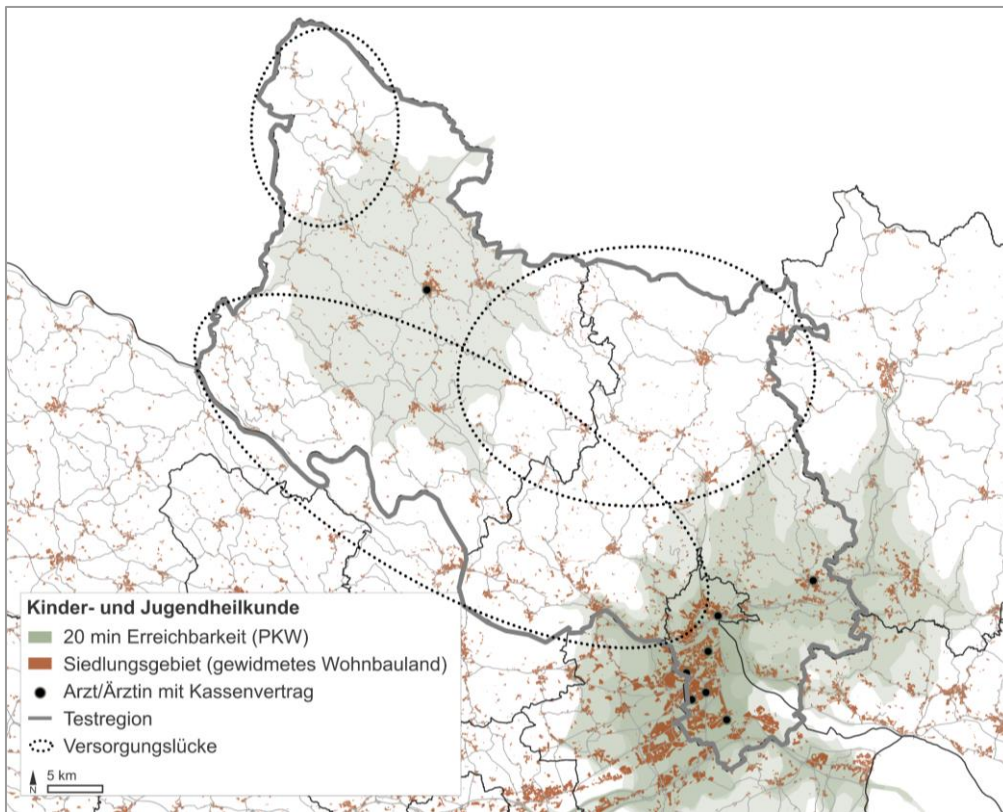 Kinder- und Jugendheilkunde
20 min Erreichbarkeit (PKW)
Siedlungsgebiet (gewidmetes Wohnbauland)
Arzt/Ärztin mit Kassenvertrag
Testregion
Versorgungslücke
5 km
N